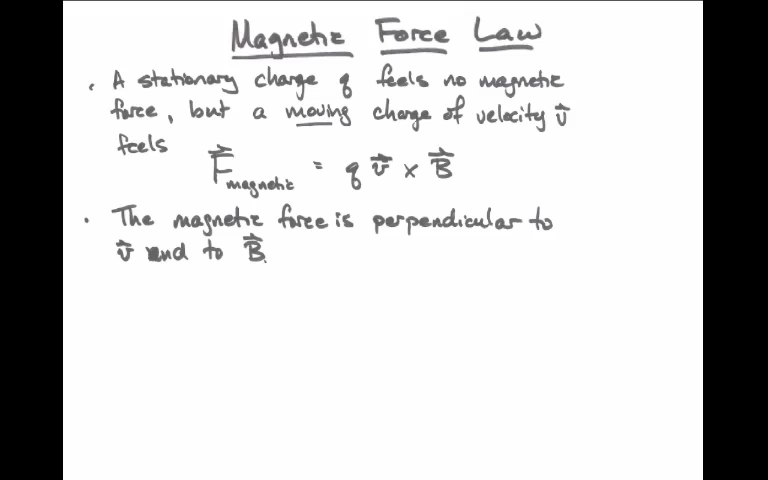 Magnetic Force Law
• A stationary charge q feels no magnetic
force, but a moving charge of velocity v⃗
feels
F⃗magnetic = q v⃗ × B⃗
• The magnetic force is perpendicular to
v⃗ and to B⃗.